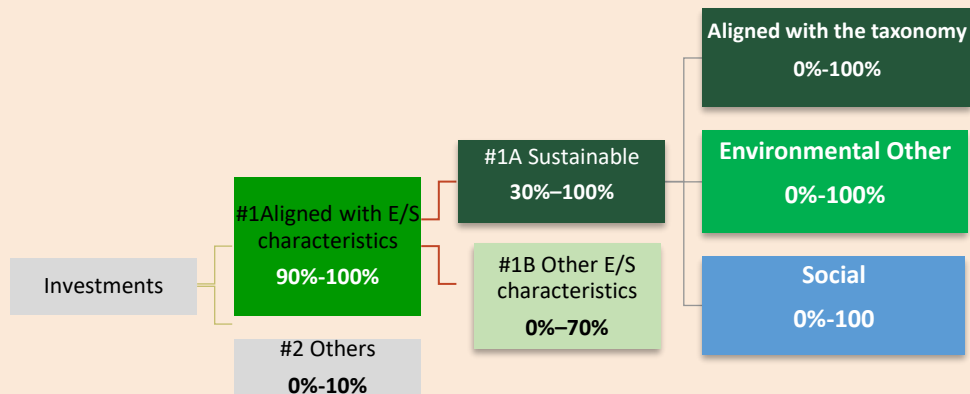 Investments
#1Aligned with E/S
characteristics
90%-100%
#2 Others
0%-10%
#1A Sustainable
30%–100%
#1B Other E/S
characteristics
0%–70%
Aligned with the taxonomy
0%-100%
Environmental Other
0%-100%
Social
0%-100